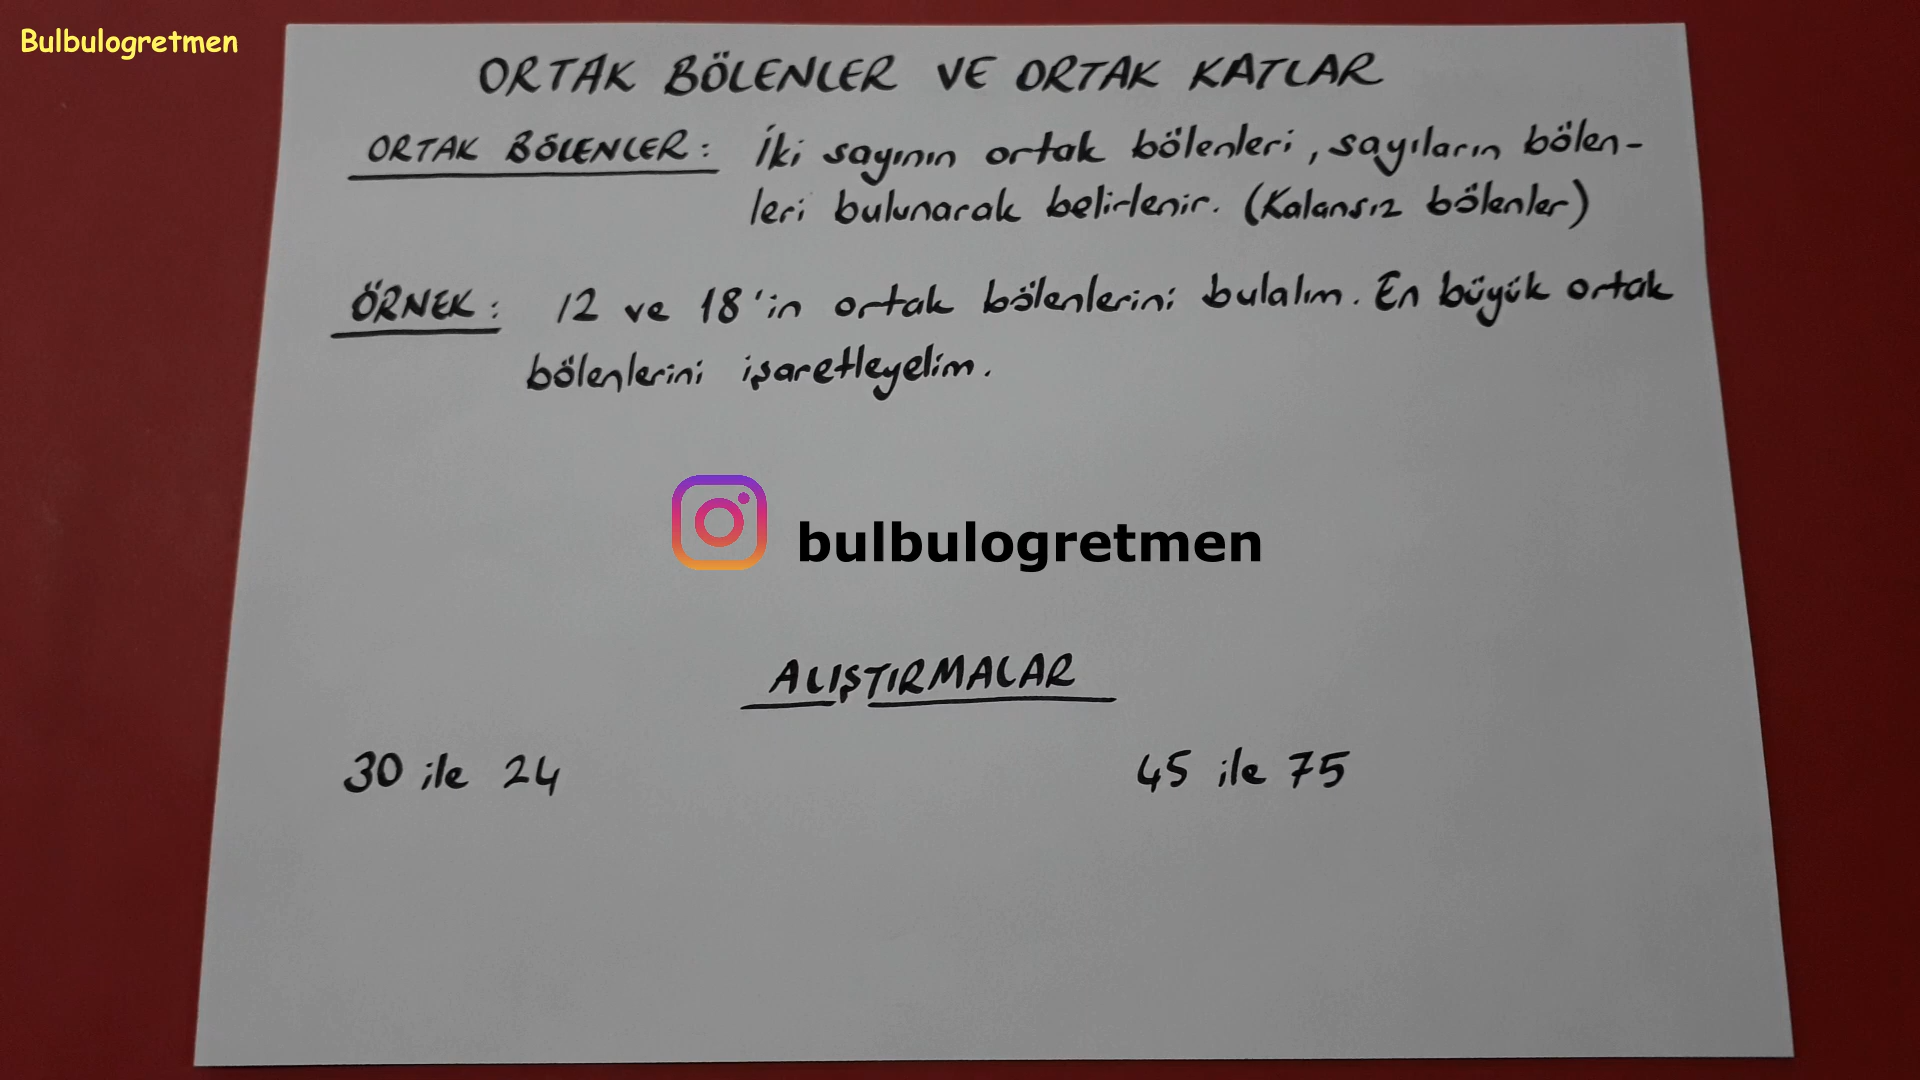 Bulbulogretmen
ORTAK BÖLENLER VE ORTAK KATLAR
ORTAK BÖLENLER: İki sayının ortak bölenleri, sayıların bölen-
leri bulunarak belirlenir. (Kalansız bölenler)
ÖRNEK: 12 ve 18'in ortak bölenlerini bulalım. En büyük ortak
bölenlerini işaretleyelim.
bulbulogretmen
ALIŞTIRMALAR
30 ile 24 45 ile 75